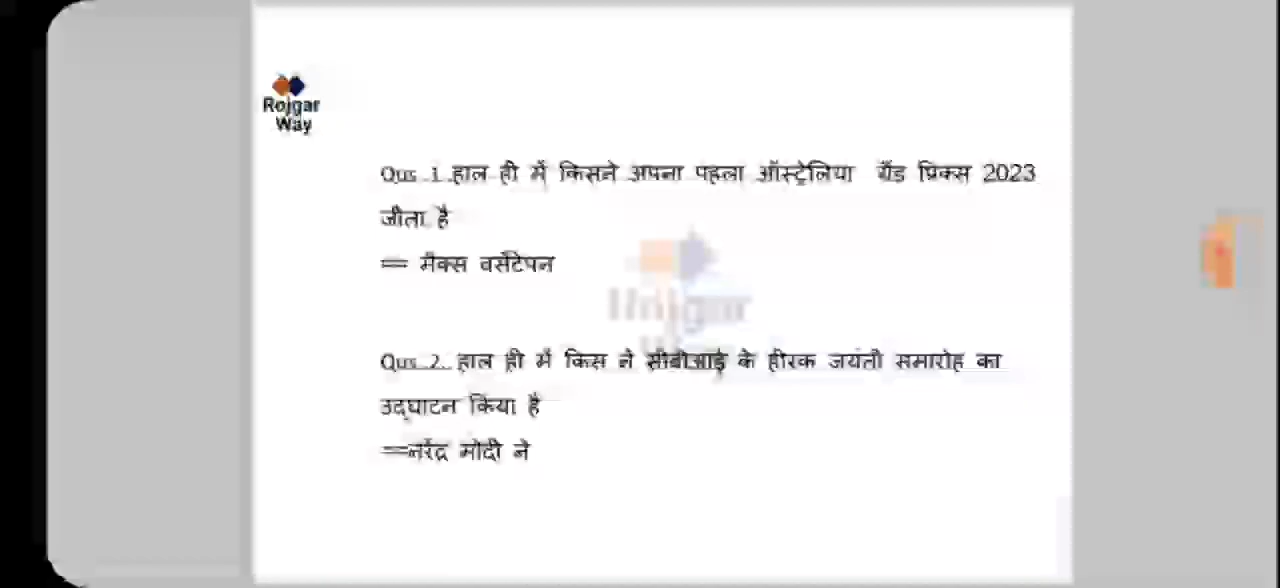 Rojgar
Way
Qus 1 हाल ही में किसने अपना पहला ऑस्ट्रेलिया ग्रैंड प्रिक्स 2023
जीता है
== मैक्स वर्सटेपन
Rojgar
Qus 2. हाल ही में किस ने सीबीआई के हीरक जयंती समारोह का
उद्घाटन किया है
==नरेंद्र मोदी ने